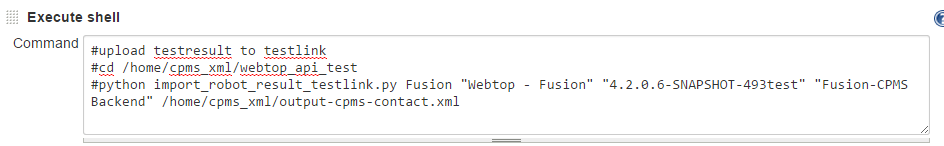 Execute shell
Command
#upload testresult to testlink
#cd /home/cpms_xml/webtop_api_test
#python import_robot_result_testlink.py Fusion "Webtop - Fusion" "4.2.0.6-SNAPSHOT-493test" "Fusion-CPMS
Backend" /home/cpms_xml/output-cpms-contact.xml